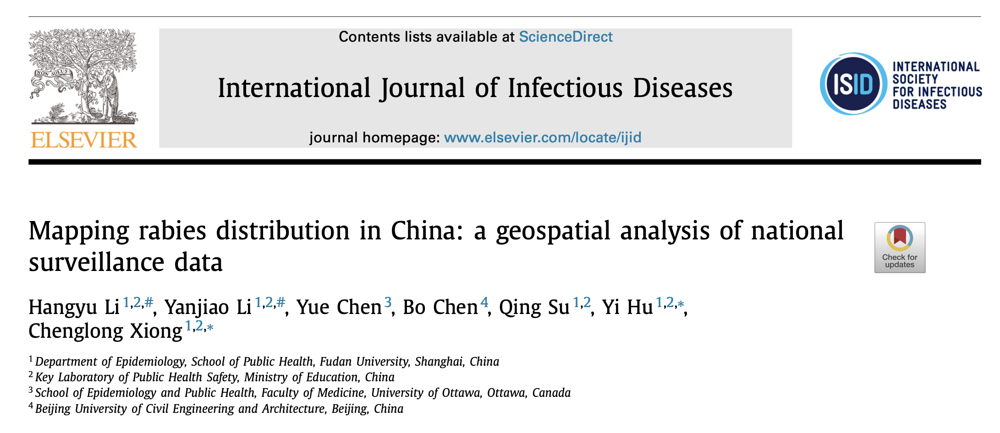 Contents lists available at ScienceDirect
NON SOLUS
International Journal of Infectious Diseases
ISID
INTERNATIONAL
SOCIETY
FOR INFECTIOUS
DISEASES
ELSEVIER
journal homepage: www.elsevier.com/locate/ijid
Mapping rabies distribution in China: a geospatial analysis of national
surveillance data
Check for
updates
Hangyu Li 1,2,#, Yanjiao Li 1,2,#, Yue Chen 3, Bo Chen 4, Qing Su 1,2, Yi Hu 1,2,*,
Chenglong Xiong 1,2,*
1 Department of Epidemiology, School of Public Health, Fudan University, Shanghai, China
2 Key Laboratory of Public Health Safety, Ministry of Education, China
3 School of Epidemiology and Public Health, Faculty of Medicine, University of Ottawa, Ottawa, Canada
4 Beijing University of Civil Engineering and Architecture, Beijing, China